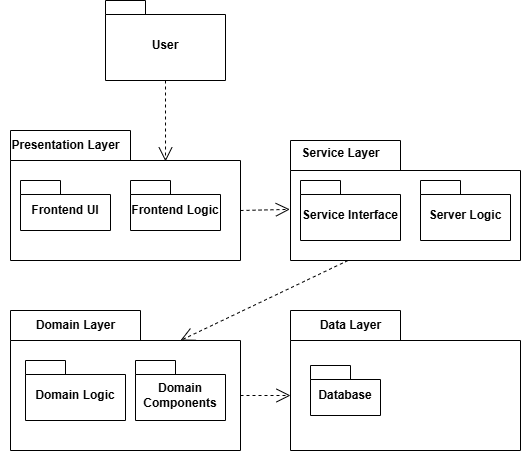 User
Presentation Layer
Frontend UI
Frontend Logic
Service Layer
Service Interface
Server Logic
Domain Layer
Domain Logic
Domain
Components
Data Layer
Database